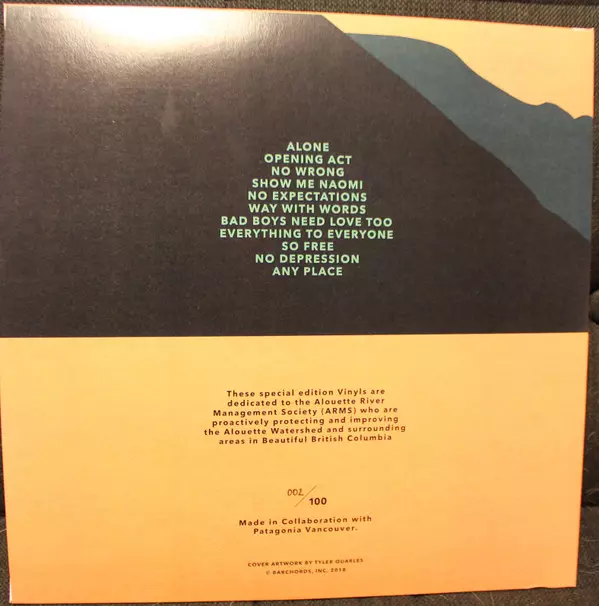 ALONE
OPENING ACT
NO WRONG
SHOW ME NAOMI
NO EXPECTATIONS
WAY WITH WORDS
BAD BOYS NEED LOVE TOO
EVERYTHING TO EVERYONE
SO FREE
NO DEPRESSION
ANY PLACE
These special edition Vinyls are
dedicated to the Alouette River
Management Society (ARMS) who are
proactively protecting and improving
the Alouette Watershed and surrounding
areas in Beautiful British Columbia
002/100
Made in Collaboration with
Patagonia Vancouver.
COVER ARTWORK BY TYLER QUARLES
© BARCHORDS, INC. 2018